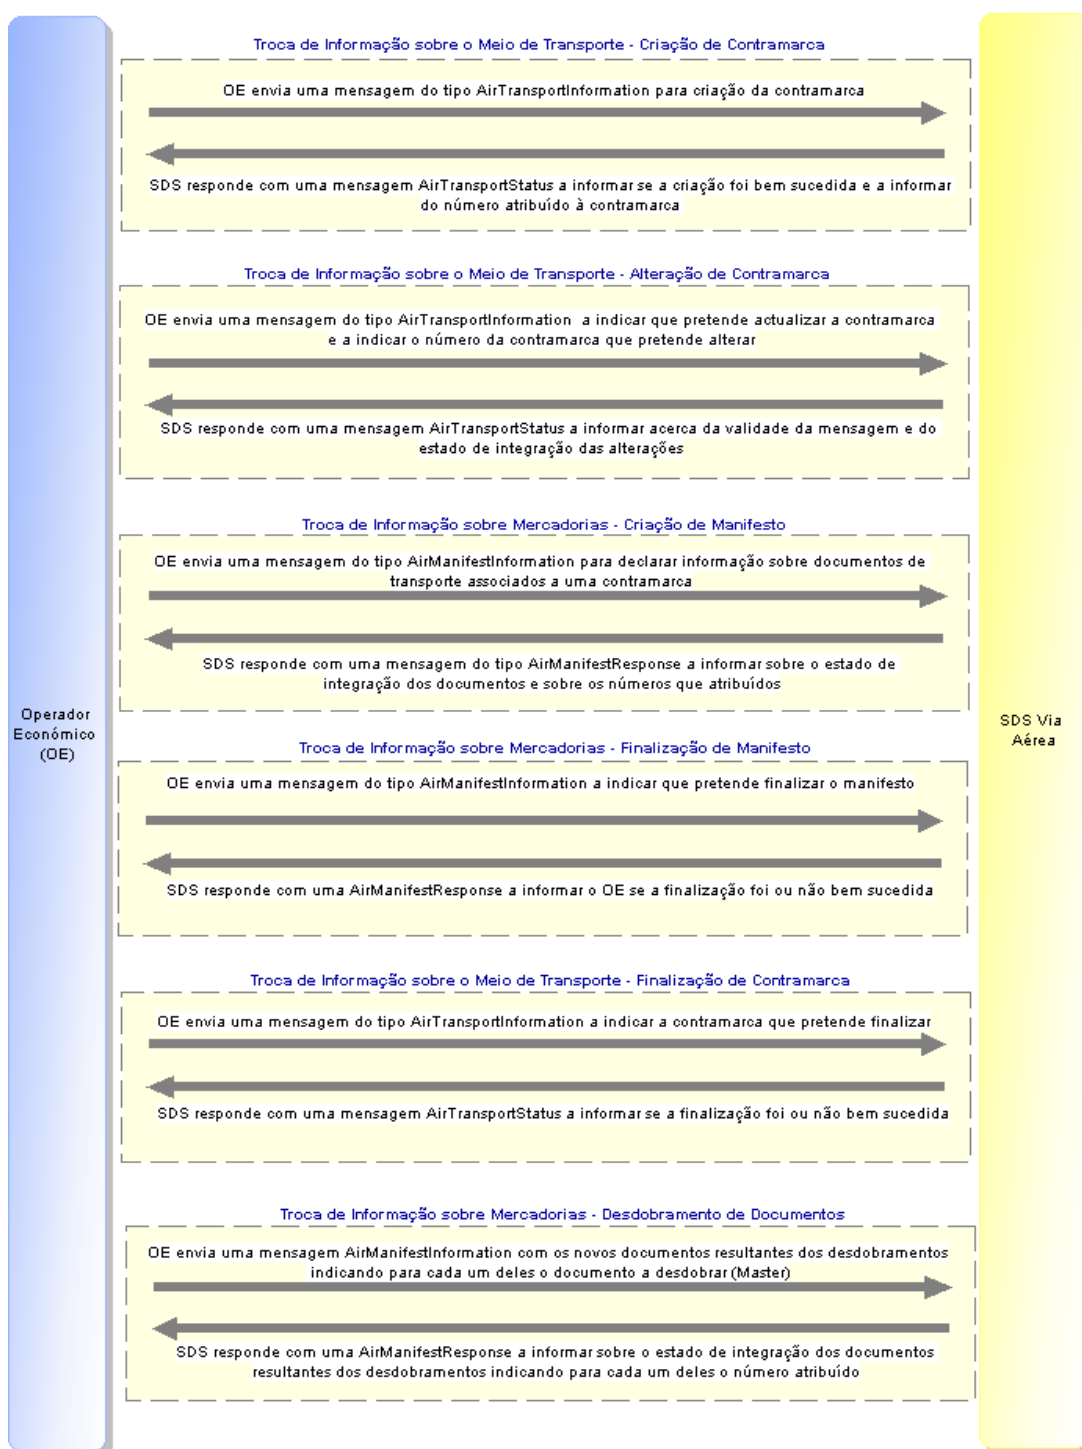 Troca de Informação sobre o Meio de Transporte - Criação de Contramarca
OE envia uma mensagem do tipo AirTransportInformation para criação da contramarca
SDS responde com uma mensagem AirTransportStatus a informar se a criação foi bem sucedida e a informar
do número atribuído à contramarca
Troca de Informação sobre o Meio de Transporte - Alteração de Contramarca
OE envia uma mensagem do tipo AirTransportInformation a indicar que pretende actualizar a contramarca
e a indicar o número da contramarca que pretende alterar
SDS responde com uma mensagem AirTransportStatus a informar acerca da validade da mensagem e do
estado de integração das alterações
Troca de Informação sobre Mercadorias - Criação de Manifesto
OE envia uma mensagem do tipo AirManifestInformation para declarar informação sobre documentos de
transporte associados a uma contramarca
SDS responde com uma mensagem do tipo AirManifestResponse a informar sobre o estado de
integração dos documentos e sobre os números que atribuídos
Operador
Económico
(OE)
SDS Via
Aérea
Troca de Informação sobre Mercadorias - Finalização de Manifesto
OE envia uma mensagem do tipo AirManifestInformation a indicar que pretende finalizar o manifesto
SDS responde com uma AirManifestResponse a informar o OE se a finalização foi ou não bem sucedida
Troca de Informação sobre o Meio de Transporte - Finalização de Contramarca
OE envia uma mensagem do tipo AirTransportInformation a indicar a contramarca que pretende finalizar
SDS responde com uma mensagem AirTransportStatus a informar se a finalização foi ou não bem sucedida
Troca de Informação sobre Mercadorias - Desdobramento de Documentos
OE envia uma mensagem AirManifestInformation com os novos documentos resultantes dos desdobramentos
indicando para cada um deles o documento a desdobrar (Master)
SDS responde com uma AirManifestResponse a informar sobre o estado de integração dos documentos
resultantes dos desdobramentos indicando para cada um deles o número atribuído